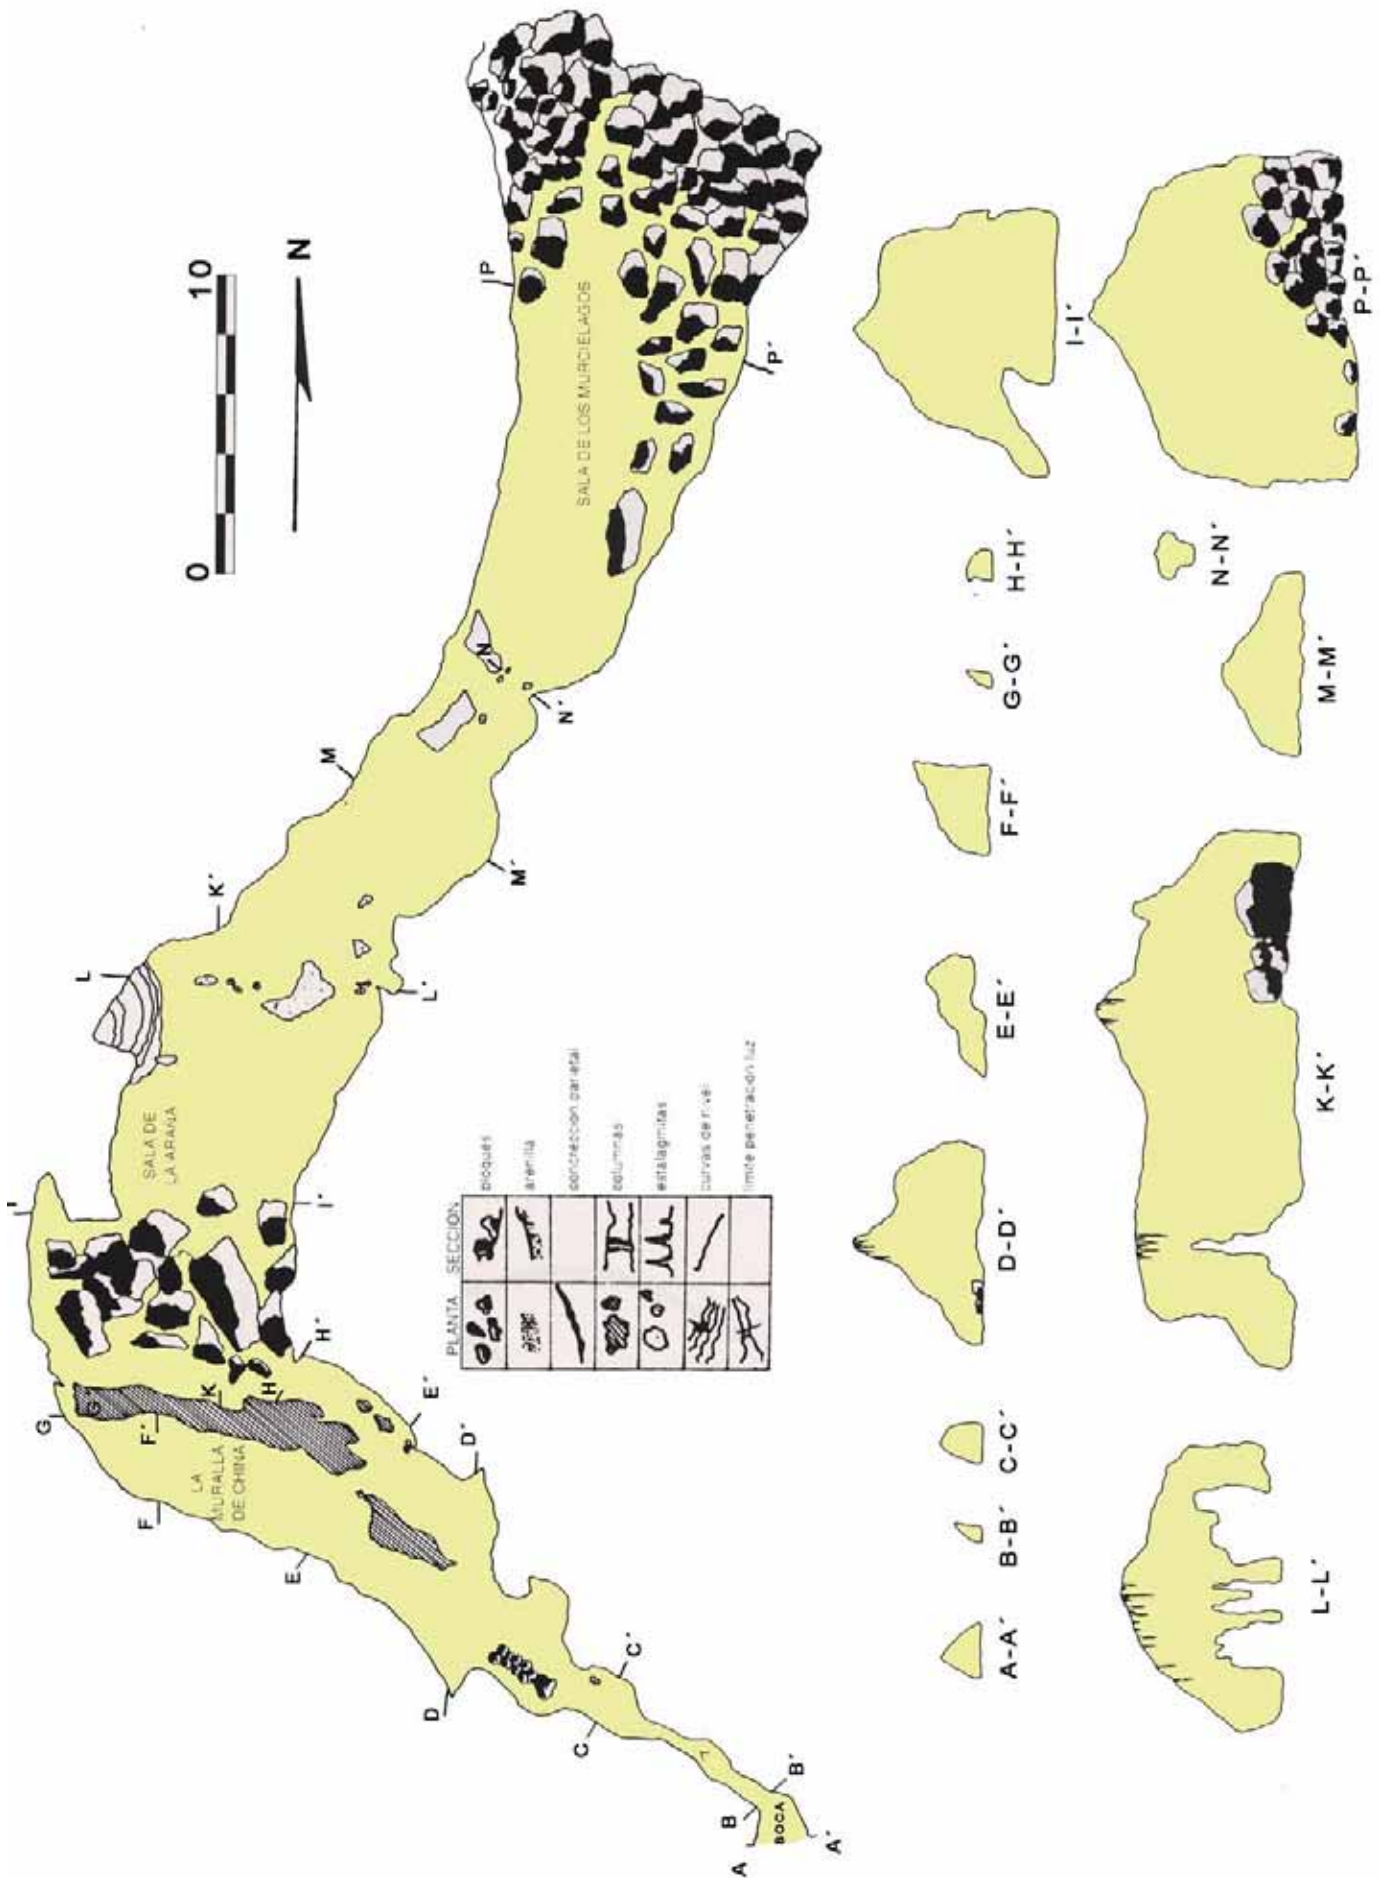 I
G
L
F
F´
G´
SALA DE
LA ARAÑA
E
LA
MURALLA
DE CHINA
K
K´
0 10
H
N
I´
H´
M
E´
L´
D
D´
PLANTA SECCION
bloques
arenilla
concreción parietal
columnas
estalagmitas
curvas de nivel
límite penetración luz
N
P
M´
N´
C
C´
SALA DE LOS MURCIELAGOS
A
B
BOCA
B´
A´
P´
A-A´
B-B´
C-C´
D-D´
E-E´
F-F´
G-G´
H-H´
I-I´
L-L´
K-K´
M-M´
N-N´
P-P´